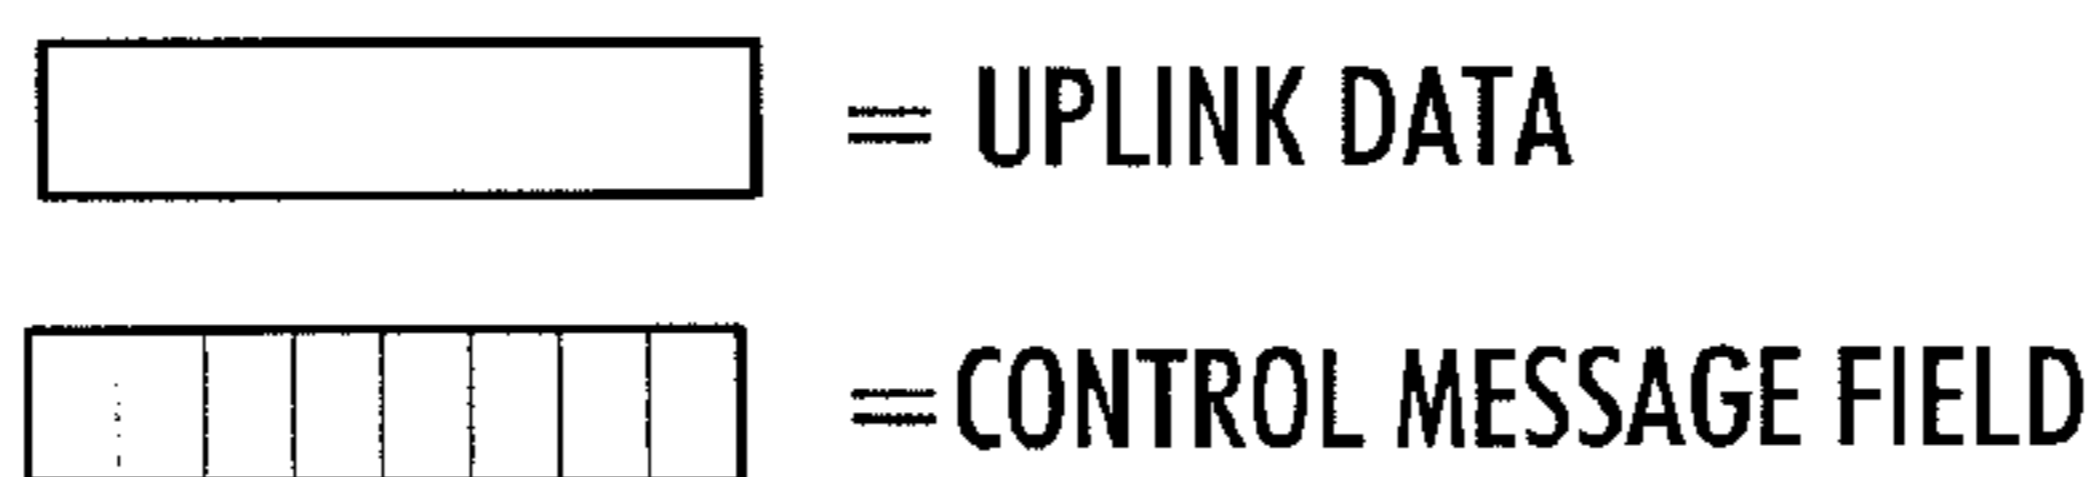 = UPLINK DATA
= CONTROL MESSAGE FIELD